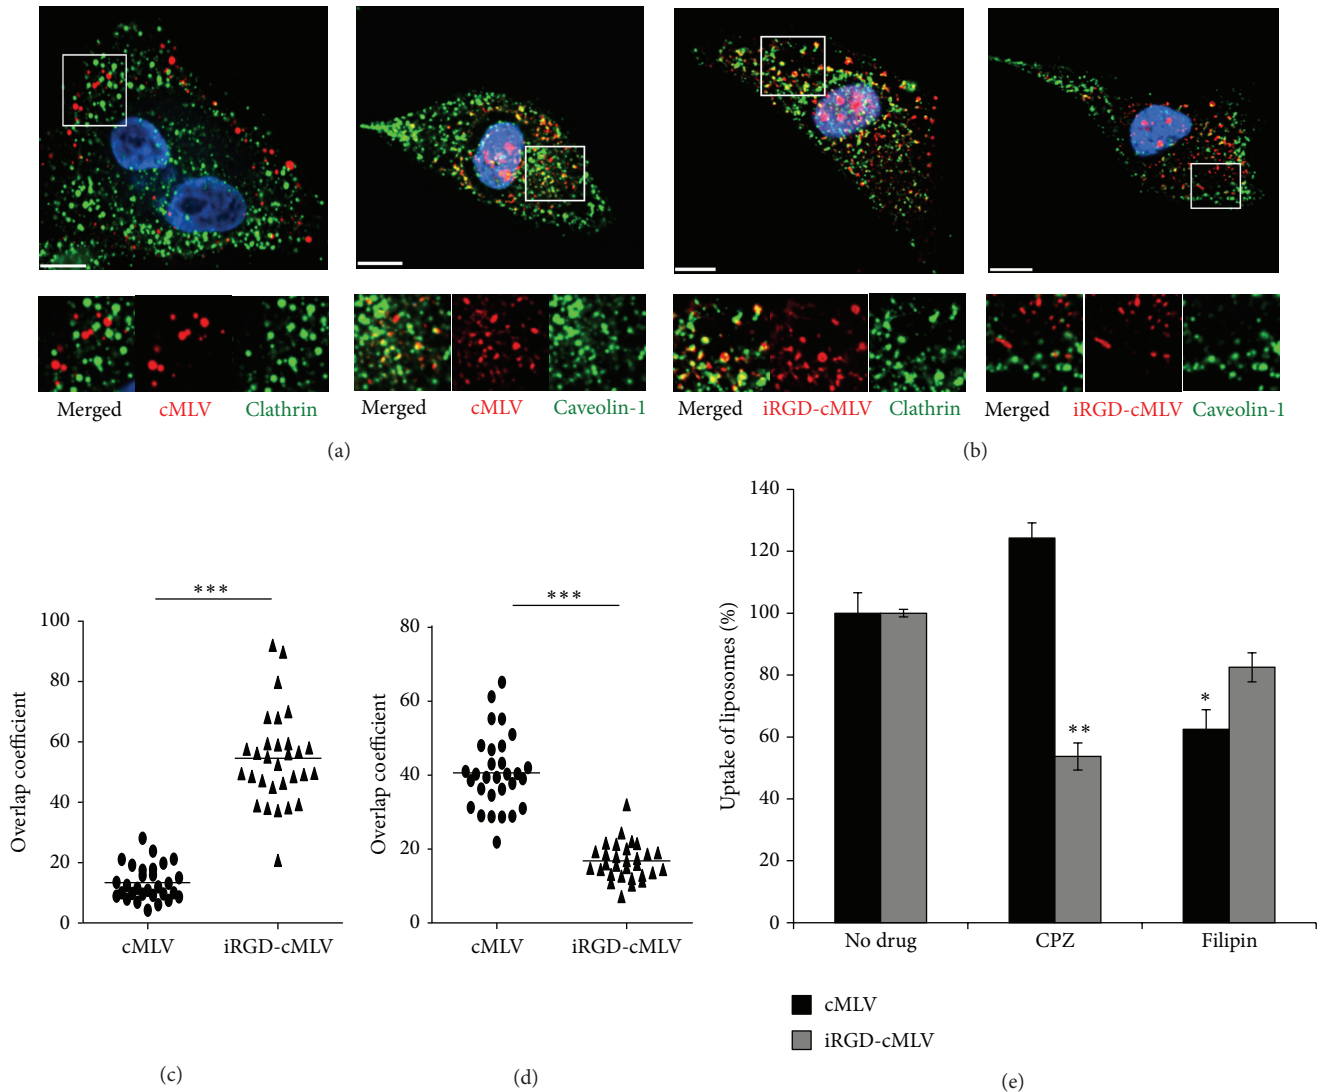 Merged cMLV Clathrin
Merged cMLV Caveolin-1
Merged iRGD-cMLV Clathrin
Merged iRGD-cMLV Caveolin-1
(a)
(b)
Overlap coefficient
100
80
60
40
20
0
***
cMLV iRGD-cMLV
(c)
Overlap coefficient
80
60
40
20
0
***
cMLV iRGD-cMLV
(d)
Uptake of liposomes (%)
140
120
100
80
60
40
20
0
**
*
No drug CPZ Filipin
cMLV
iRGD-cMLV
(e)